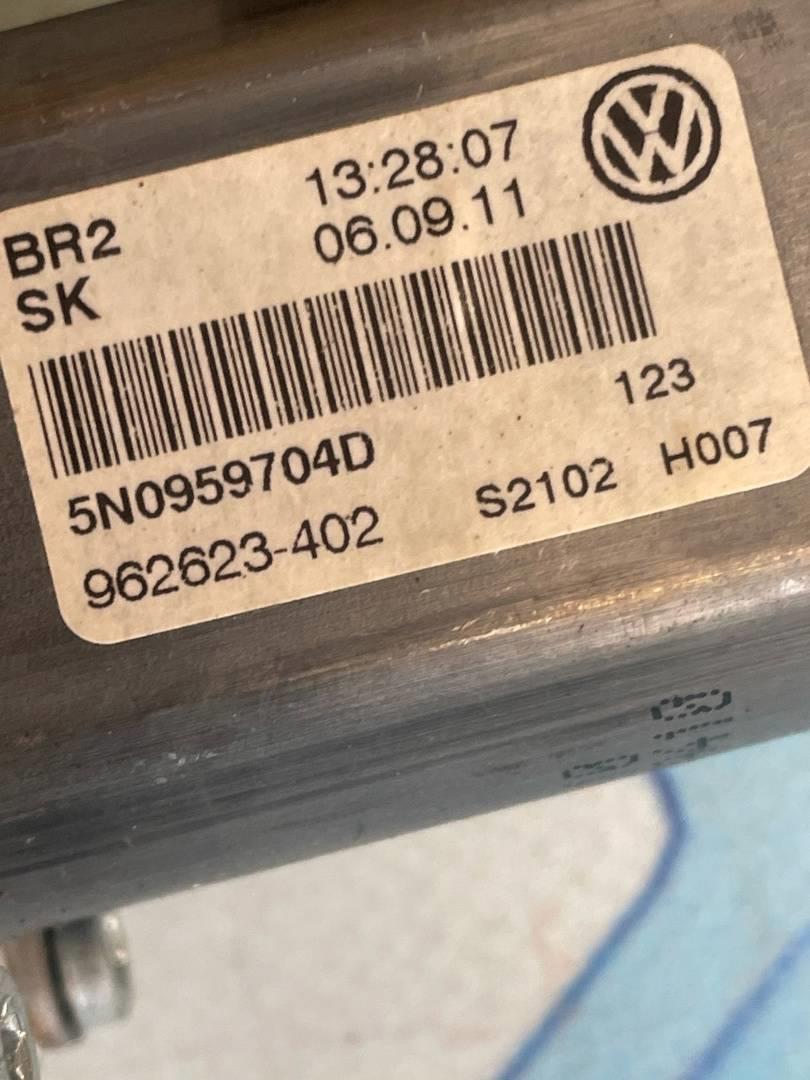 13:28:07
BR2 06.09.11
SK
123
5N0959704D
S2102 H007
962623-402